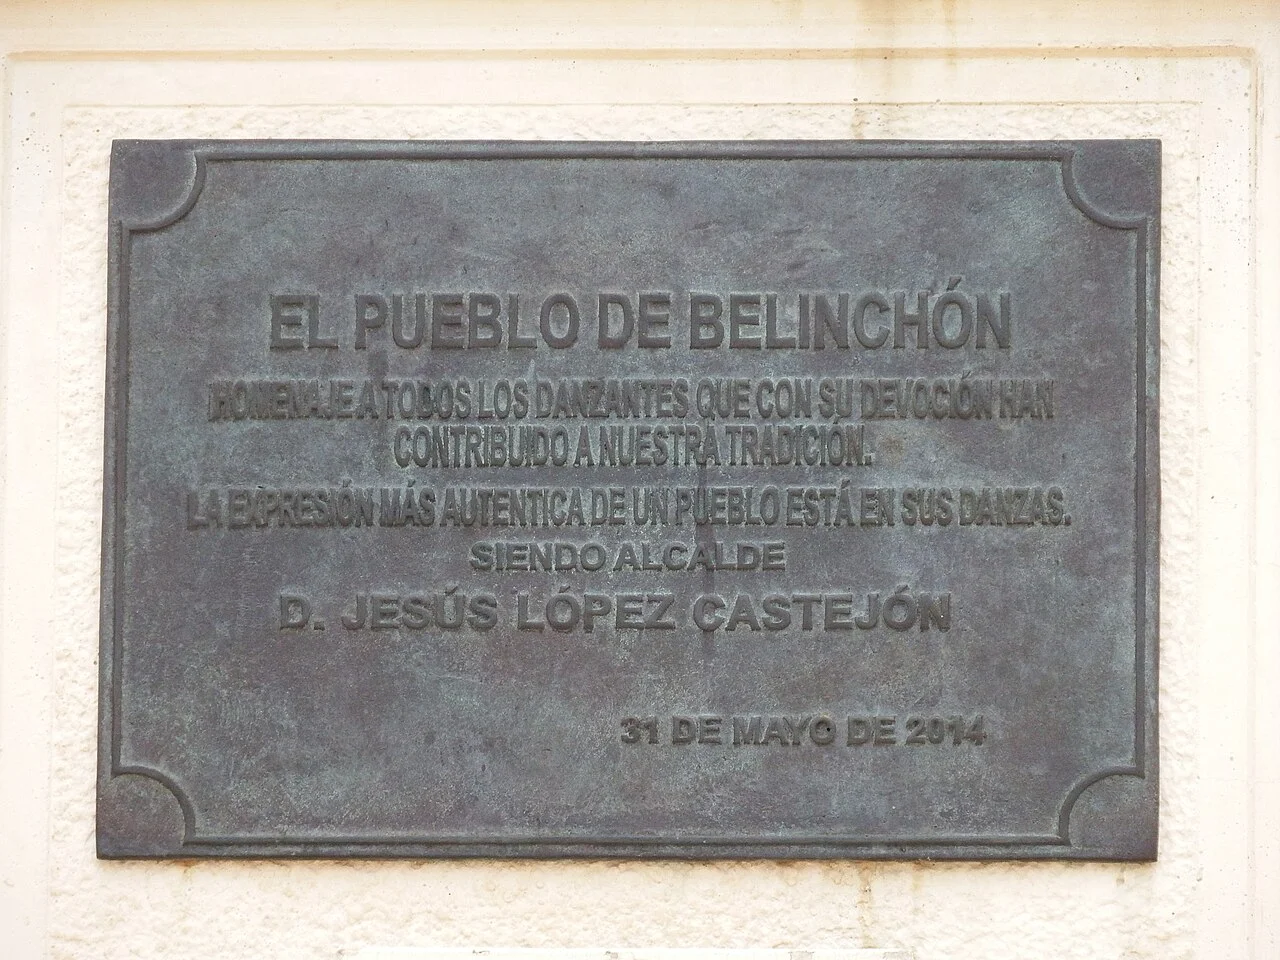 EL PUEBLO DE BELINCHÓN
HOMENAJE A TODOS LOS DANZANTES QUE CON SU DEVOCIÓN HAN
CONTRIBUIDO A NUESTRA TRADICIÓN.
LA EXPRESIÓN MÁS AUTENTICA DE UN PUEBLO ESTÁ EN SUS DANZAS.
SIENDO ALCALDE
D. JESÚS LÓPEZ CASTEJÓN
31 DE MAYO DE 2014